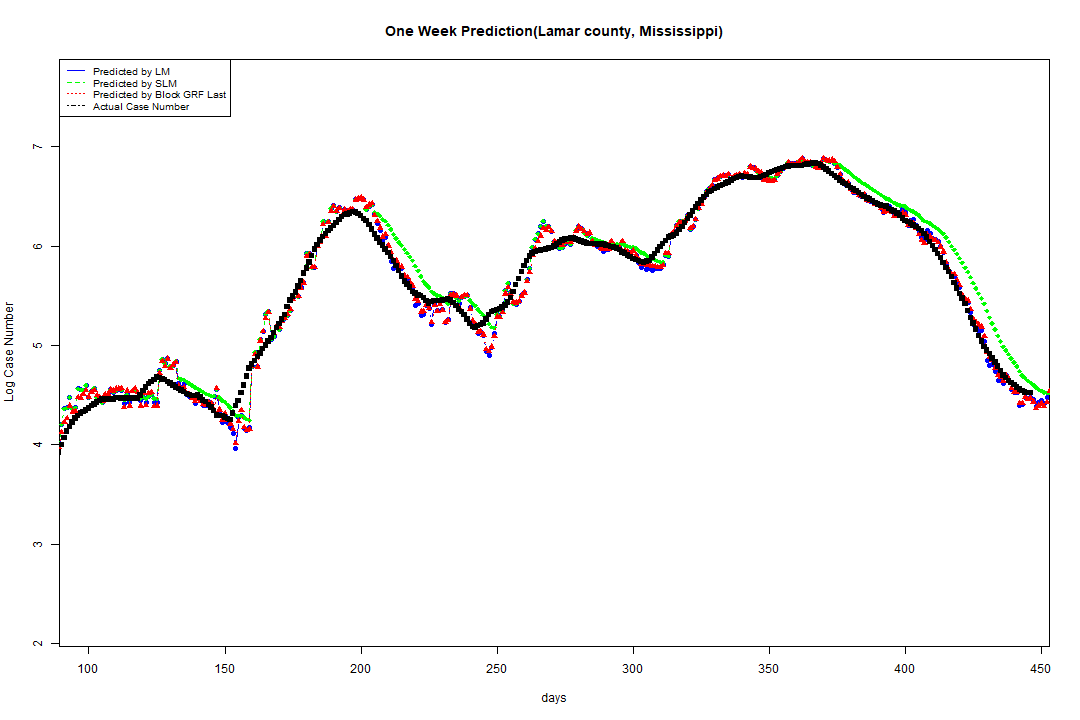 One Week Prediction(Lamar county, Mississippi)
Predicted by LM
Predicted by SLM
Predicted by Block GRF Last
Actual Case Number
7
6
5
4
3
2
Log Case Number
100 150 200 250 300 350 400 450
days